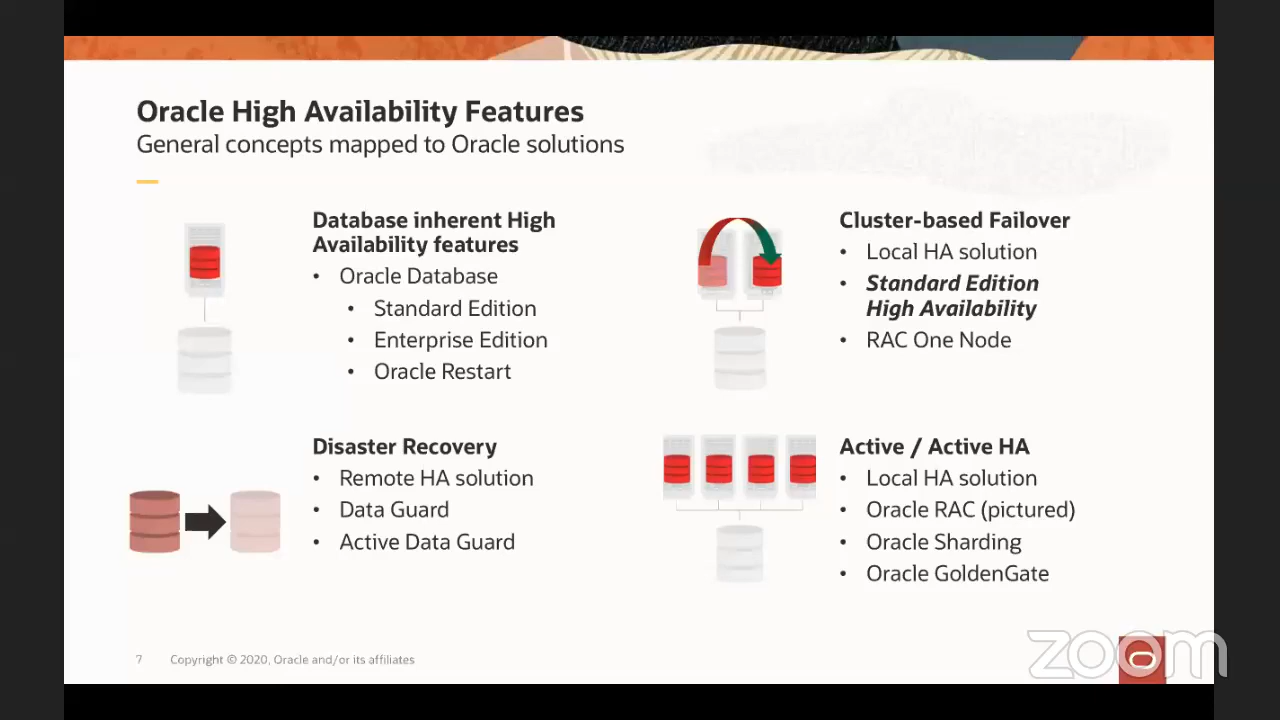 Oracle High Availability Features
General concepts mapped to Oracle solutions
Database inherent High
Availability features
• Oracle Database
• Standard Edition
• Enterprise Edition
• Oracle Restart
Cluster-based Failover
• Local HA solution
• Standard Edition
High Availability
• RAC One Node
Disaster Recovery
• Remote HA solution
• Data Guard
• Active Data Guard
Active / Active HA
• Local HA solution
• Oracle RAC (pictured)
• Oracle Sharding
• Oracle GoldenGate
7 Copyright © 2020, Oracle and/or its affiliates
zoom